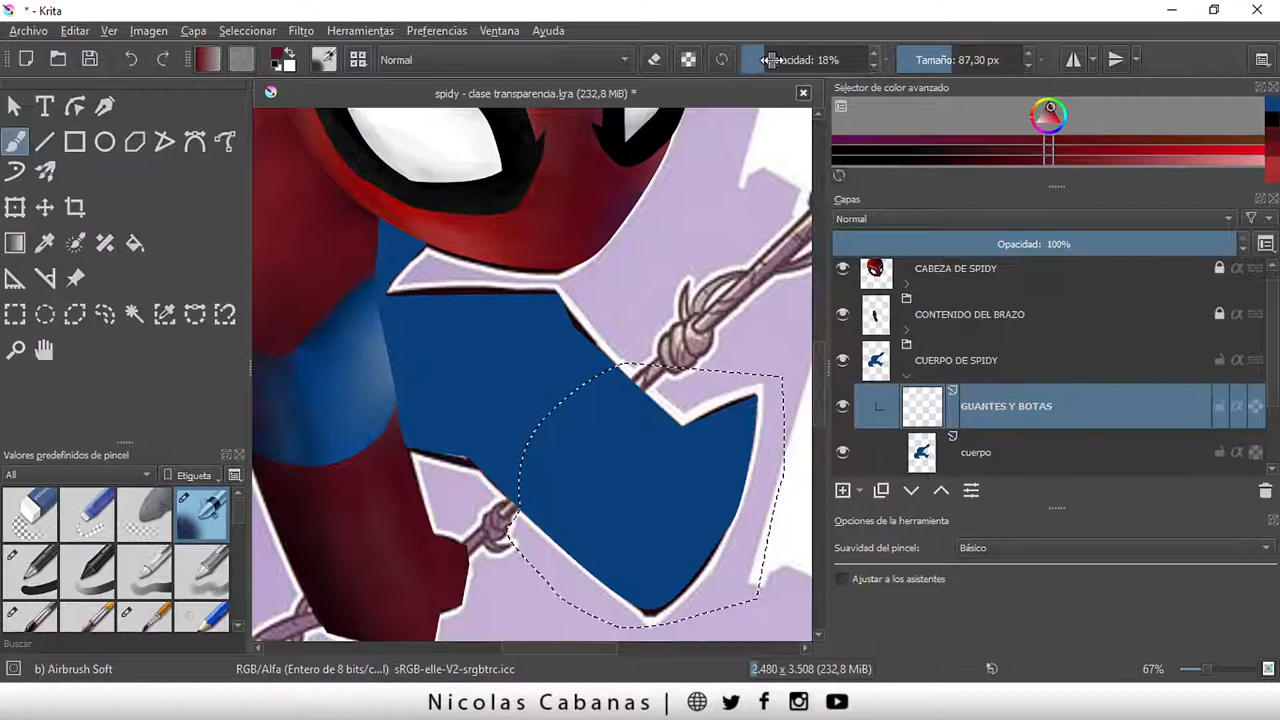 * - Krita
Archivo Editar Ver Imagen Capa Seleccionar Filtro Herramientas Preferencias Ventana Ayuda
Normal
acidad: 18%
Tamaño: 87,30 px
spidy - clase transparencia.kra (232,8 MiB) *
Selector de color avanzado
Capas
Normal
Opacidad: 100%
CABEZA DE SPIDY
CONTENIDO DEL BRAZO
CUERPO DE SPIDY
GUANTES Y BOTAS
cuerpo
Valores predefinidos de pincel
All
Etiqueta
Opciones de la herramienta
Suavidad del pincel:
Básico
Ajustar a los asistentes
Buscar
b) Airbrush Soft
RGB/Alfa (Entero de 8 bits/c...l) sRGB-elle-V2-srgbtrc.icc
2.480 x 3.508 (232,8 MiB)
67%
Nicolas Cabanas |